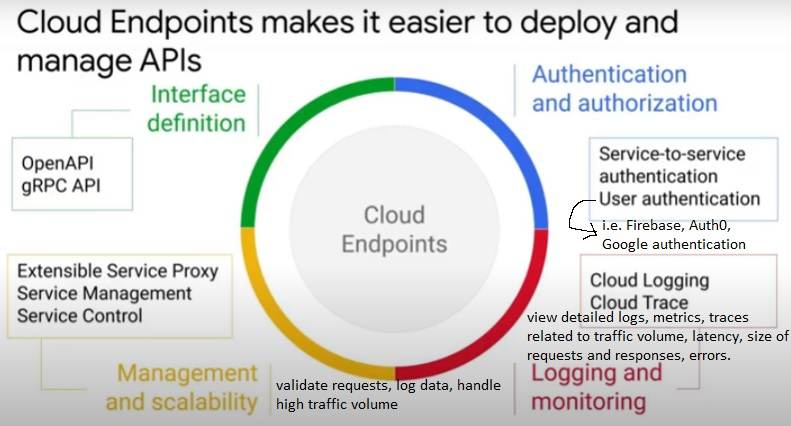 Cloud Endpoints makes it easier to deploy and
manage APIs
Interface
definition
OpenAPI
gRPC API
Authentication
and authorization
Service-to-service
authentication
User authentication
i.e. Firebase, Auth0,
Google authentication
Cloud
Endpoints
Extensible Service Proxy
Service Management
Service Control
Management
and scalability
validate requests, log data, handle
high traffic volume
Cloud Logging
Cloud Trace
view detailed logs, metrics, traces
related to traffic volume, latency, size of
requests and responses, errors.
Logging and
monitoring